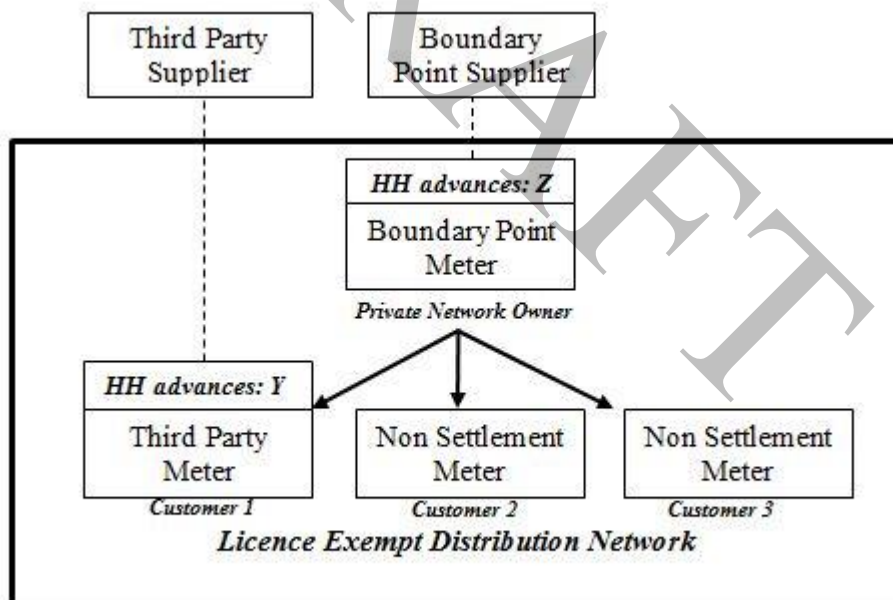 Third Party
Supplier
Boundary
Point Supplier
HH advances: Z
Boundary Point
Meter
Private Network Owner
HH advances: Y
Third Party
Meter
Customer 1
Non Settlement
Meter
Customer 2
Non Settlement
Meter
Customer 3
Licence Exempt Distribution Network
RAFT